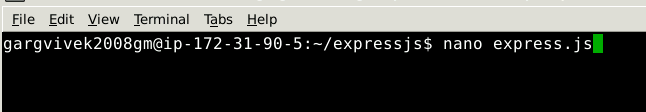 File Edit View Terminal Tabs Help
gargvivek2008gm@ip-172-31-90-5:~/expressjs$ nano express.js